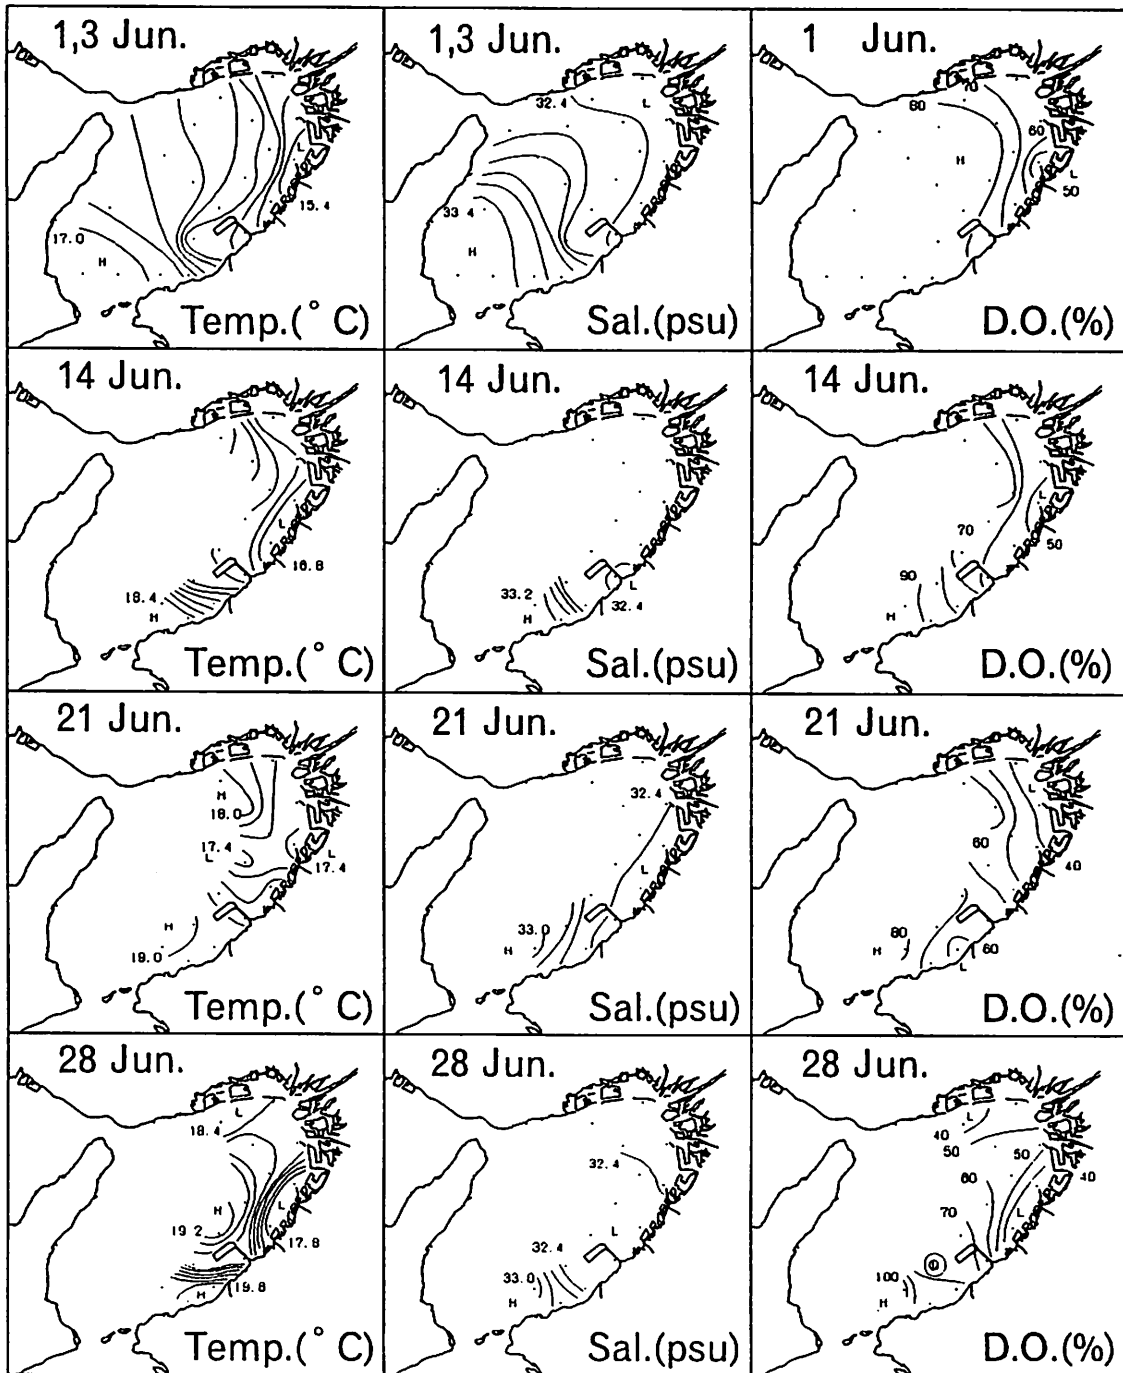 1,3 Jun.
L
15.4
17.0
H
Temp.(° C)
1,3 Jun.
32.4
L
33.4
H
Sal.(psu)
1 Jun.
70
80
60
H
L
50
D.O.(%)
14 Jun.
L
16.8
18.4
H
Temp.(° C)
14 Jun.
33.2
L
H
32.4
Sal.(psu)
14 Jun.
L
70
50
90
H
D.O.(%)
21 Jun.
H
18.0
17.4
L
L
17.4
H
19.0
Temp.(° C)
21 Jun.
32.4
L
33.0
H
Sal.(psu)
21 Jun.
L
60
40
80
H
60
L
D.O.(%)
28 Jun.
L
18.4
H
L
19.2
17.8
19.8
H
Temp.(° C)
28 Jun.
32.4
L
32.4
33.0
H
Sal.(psu)
28 Jun.
L
40
50
50
60
40
70
L
100
H
D.O.(%)